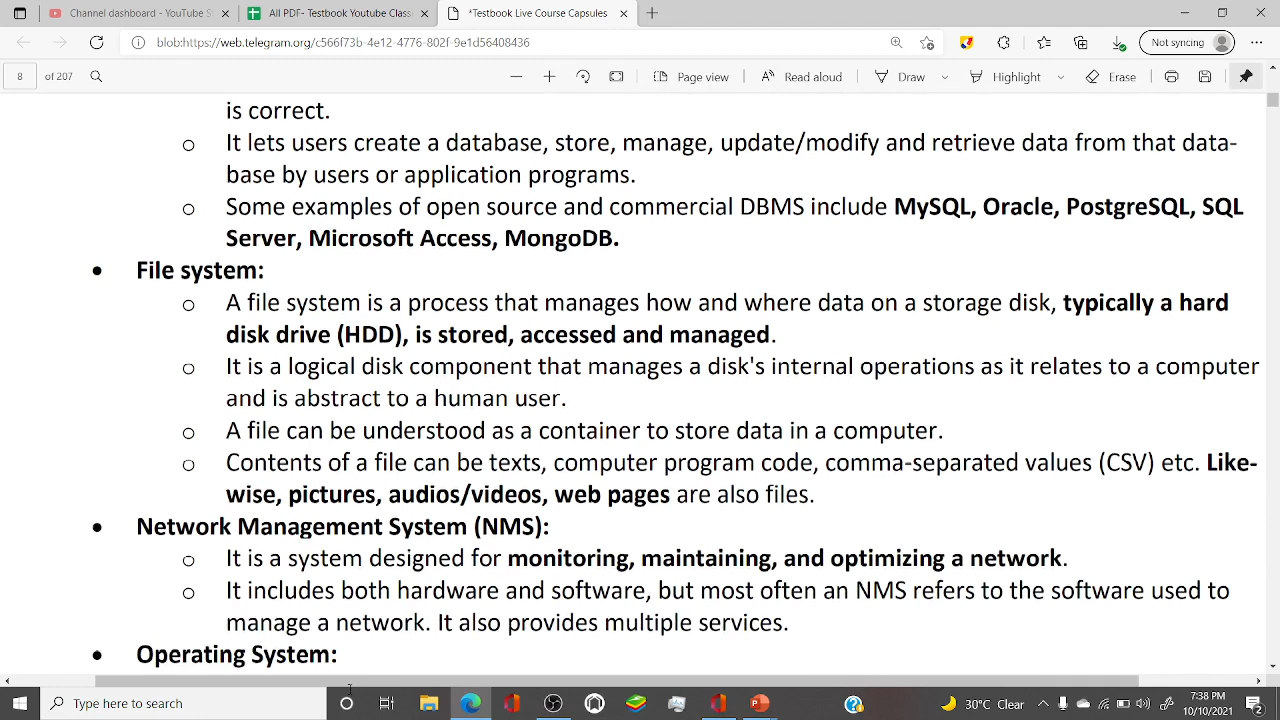 Channel dashboard - YouTube S
All PDF- Testbook Youtube Class
*Testbook Live Course Capsules
blob:https://web.telegram.org/c566f73b-4e12-4776-802f-9e1d56408436
Not syncing
8 of 207
Page view
Read aloud
Draw
Highlight
Erase
is correct.
o It lets users create a database, store, manage, update/modify and retrieve data from that data-
base by users or application programs.
o Some examples of open source and commercial DBMS include MySQL, Oracle, PostgreSQL, SQL
Server, Microsoft Access, MongoDB.
• File system:
o A file system is a process that manages how and where data on a storage disk, typically a hard
disk drive (HDD), is stored, accessed and managed.
o It is a logical disk component that manages a disk's internal operations as it relates to a computer
and is abstract to a human user.
o A file can be understood as a container to store data in a computer.
o Contents of a file can be texts, computer program code, comma-separated values (CSV) etc. Like-
wise, pictures, audios/videos, web pages are also files.
• Network Management System (NMS):
o It is a system designed for monitoring, maintaining, and optimizing a network.
o It includes both hardware and software, but most often an NMS refers to the software used to
manage a network. It also provides multiple services.
• Operating System:
Type here to search
30°C Clear
7:38 PM
10/10/2021
2